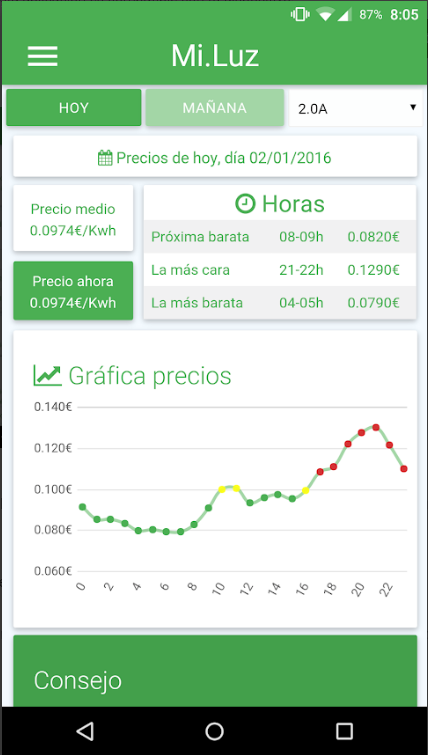 87% 8:05
Mi.Luz
HOY MAÑANA 2.0A
Precios de hoy, día 02/01/2016
Precio medio
0.0974€/Kwh
Precio ahora
0.0974€/Kwh
Horas
Próxima barata 08-09h 0.0820€
La más cara 21-22h 0.1290€
La más barata 04-05h 0.0790€
Gráfica precios
0.140€
0.120€
0.100€
0.080€
0.060€
0 2 4 6 8 10 12 14 16 18 20 22
Consejo